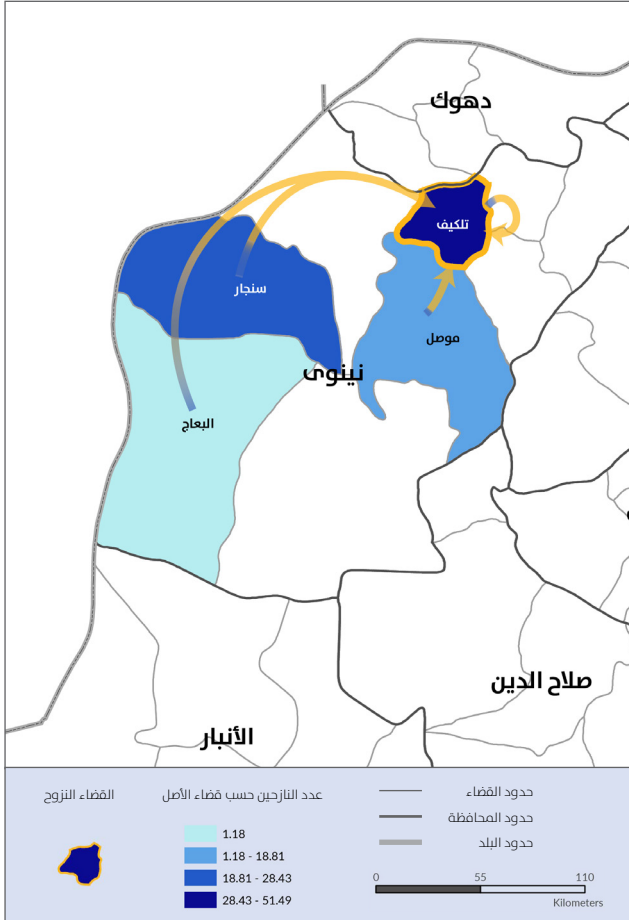 دهوك
تلكيف
سنجار
موصل
نينوى
البعاج
صلاح الدين
الأنبار
حدود القضاء
حدود المحافظة
حدود البلد
عدد النازحين حسب قضاء الأصل
1.18
1.18 - 18.81
18.81 - 28.43
28.43 - 51.49
القضاء النزوح
0 55 110
Kilometers